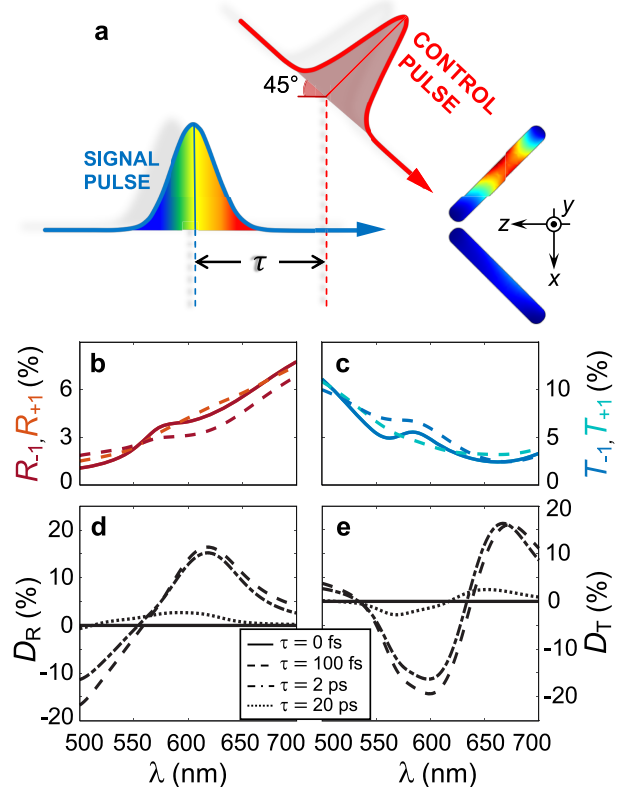 a
45°
CONTROL
PULSE
SIGNAL
PULSE
τ
z
y
x
b
c
R-1, R+1 (%)
6
3
0
10
5
0
T-1, T+1 (%)
d
e
DR (%)
20
10
0
-10
-20
20
10
0
-10
-20
DT (%)
τ = 0 fs
τ = 100 fs
τ = 2 ps
τ = 20 ps
500 550 600 650 700
500 550 600 650 700
λ (nm)
λ (nm)